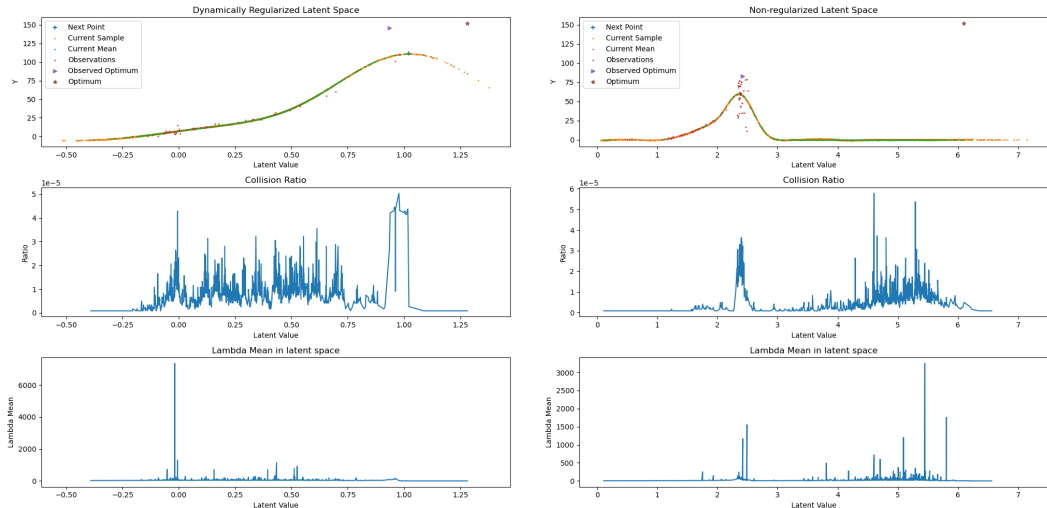 Dynamically Regularized Latent Space
Next Point
Current Sample
Current Mean
Observations
Observed Optimum
Optimum
Y
150
125
100
75
50
25
0
−0.50 −0.25 0.00 0.25 0.50 0.75 1.00 1.25
Latent Value
Non-regularized Latent Space
Next Point
Current Sample
Current Mean
Observations
Observed Optimum
Optimum
Y
150
125
100
75
50
25
0
0 1 2 3 4 5 6 7
Latent Value
Collision Ratio
1e−5
Ratio
5
4
3
2
1
0
−0.50 −0.25 0.00 0.25 0.50 0.75 1.00 1.25
Latent Value
Collision Ratio
1e−5
Ratio
6
5
4
3
2
1
0
0 1 2 3 4 5 6 7
Latent Value
Lambda Mean in latent space
Lambda Mean
6000
4000
2000
0
−0.50 −0.25 0.00 0.25 0.50 0.75 1.00 1.25
Latent Value
Lambda Mean in latent space
Lambda Mean
3000
2500
2000
1500
1000
500
0
0 1 2 3 4 5 6 7
Latent Value